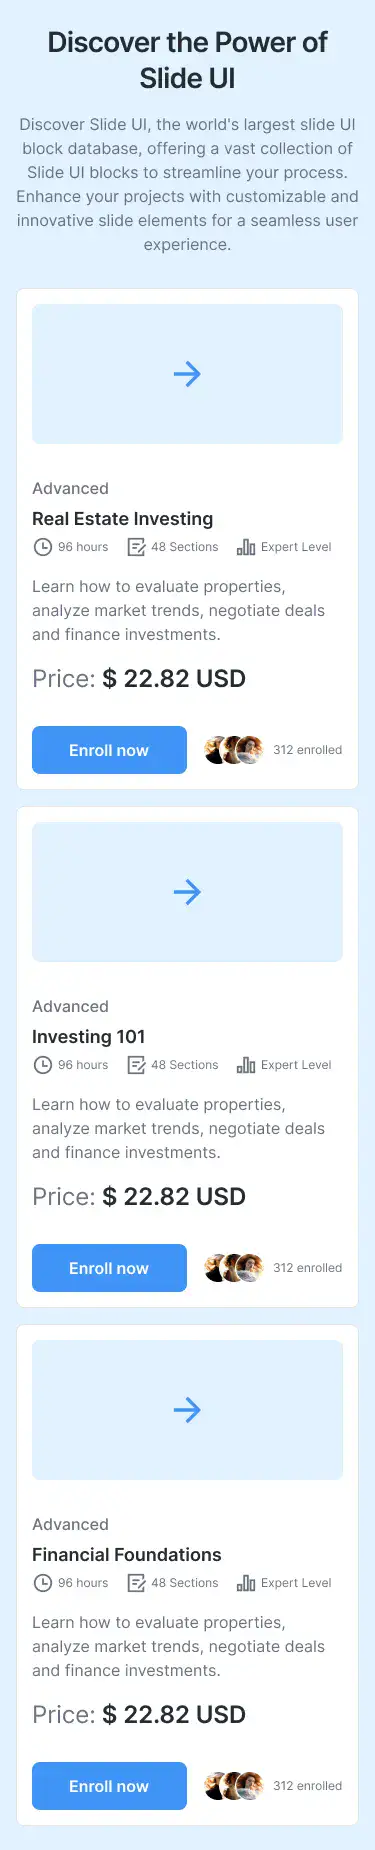 Discover the Power of
Slide UI
Discover Slide UI, the world's largest slide UI
block database, offering a vast collection of
Slide UI blocks to streamline your process.
Enhance your projects with customizable and
innovative slide elements for a seamless user
experience.
Advanced
Real Estate Investing
96 hours 48 Sections Expert Level
Learn how to evaluate properties,
analyze market trends, negotiate deals
and finance investments.
Price: $ 22.82 USD
Enroll now 312 enrolled
Advanced
Investing 101
96 hours 48 Sections Expert Level
Learn how to evaluate properties,
analyze market trends, negotiate deals
and finance investments.
Price: $ 22.82 USD
Enroll now 312 enrolled
Advanced
Financial Foundations
96 hours 48 Sections Expert Level
Learn how to evaluate properties,
analyze market trends, negotiate deals
and finance investments.
Price: $ 22.82 USD
Enroll now 312 enrolled